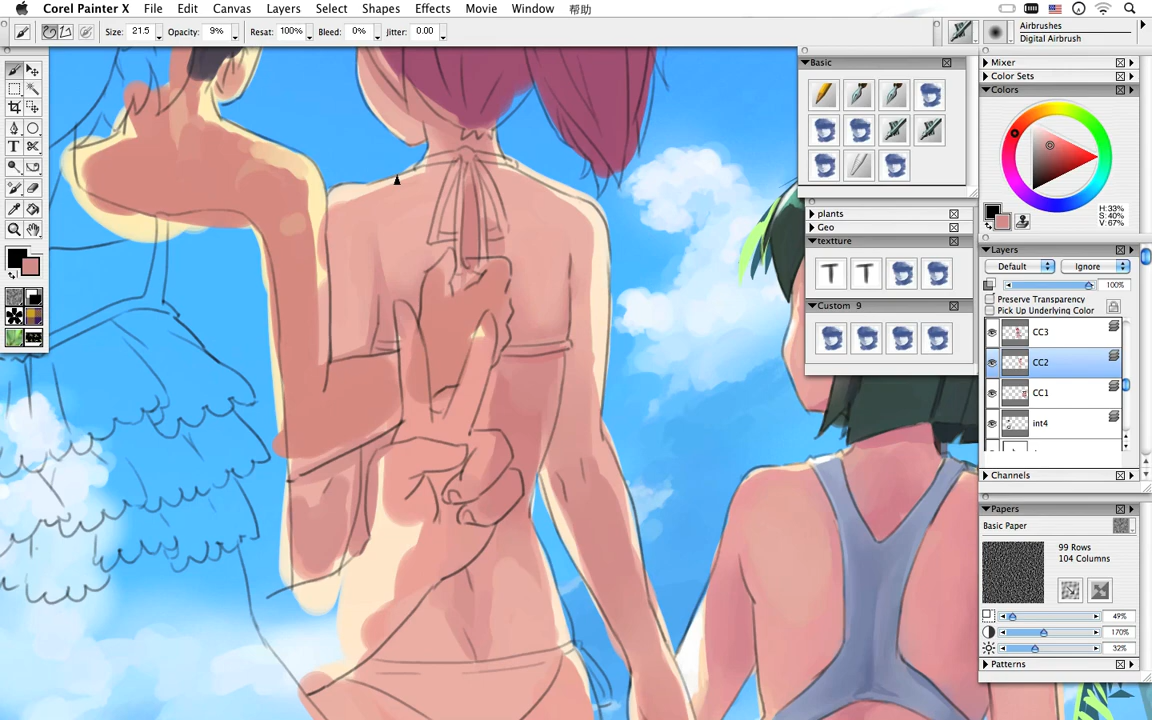 Corel Painter X File Edit Canvas Layers Select Shapes Effects Movie Window 帮助
Size: 21.5 Opacity: 9% Resat: 100% Bleed: 0% Jitter: 0.00
Airbrushes
Digital Airbrush
Basic
plants
Geo
textture
T T
Custom 9
Mixer
Color Sets
Colors
H: 33%
S: 40%
V: 67%
Layers
Default Ignore
100%
Preserve Transparency
Pick Up Underlying Color
CC3
CC2
CC1
int4
Channels
Papers
Basic Paper
99 Rows
104 Columns
49%
170%
32%
Patterns